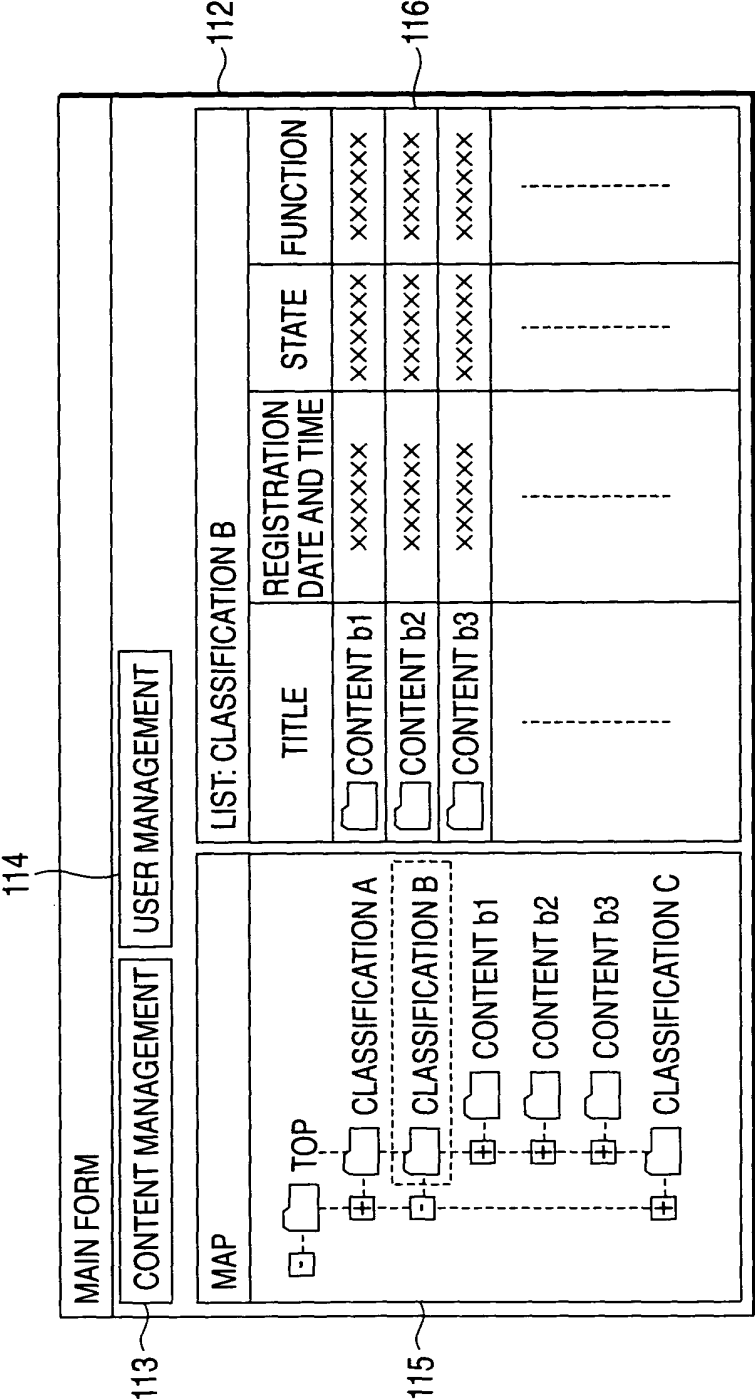 112
MAIN FORM
114
113
CONTENT MANAGEMENT
USER MANAGEMENT
MAP
- TOP
+ CLASSIFICATION A
- CLASSIFICATION B
+ CONTENT b1
+ CONTENT b2
+ CONTENT b3
+ CLASSIFICATION C
115
LIST: CLASSIFICATION B
116
TITLE REGISTRATION DATE AND TIME STATE FUNCTION
CONTENT b1 xxxxxx xxxxxx xxxxxx
CONTENT b2 xxxxxx xxxxxx xxxxxx
CONTENT b3 xxxxxx xxxxxx xxxxxx